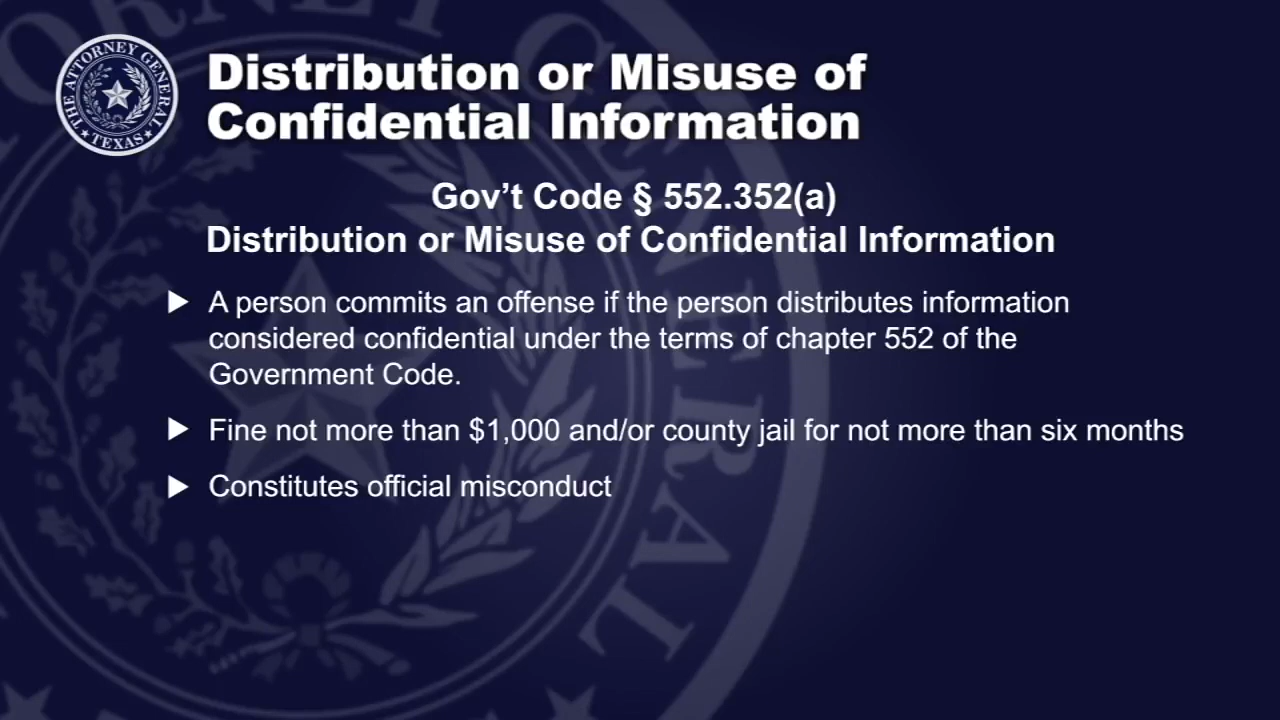 THE ATTORNEY GENERAL
TEXAS
Distribution or Misuse of
Confidential Information
Gov’t Code § 552.352(a)
Distribution or Misuse of Confidential Information
A person commits an offense if the person distributes information
considered confidential under the terms of chapter 552 of the
Government Code.
Fine not more than $1,000 and/or county jail for not more than six months
Constitutes official misconduct